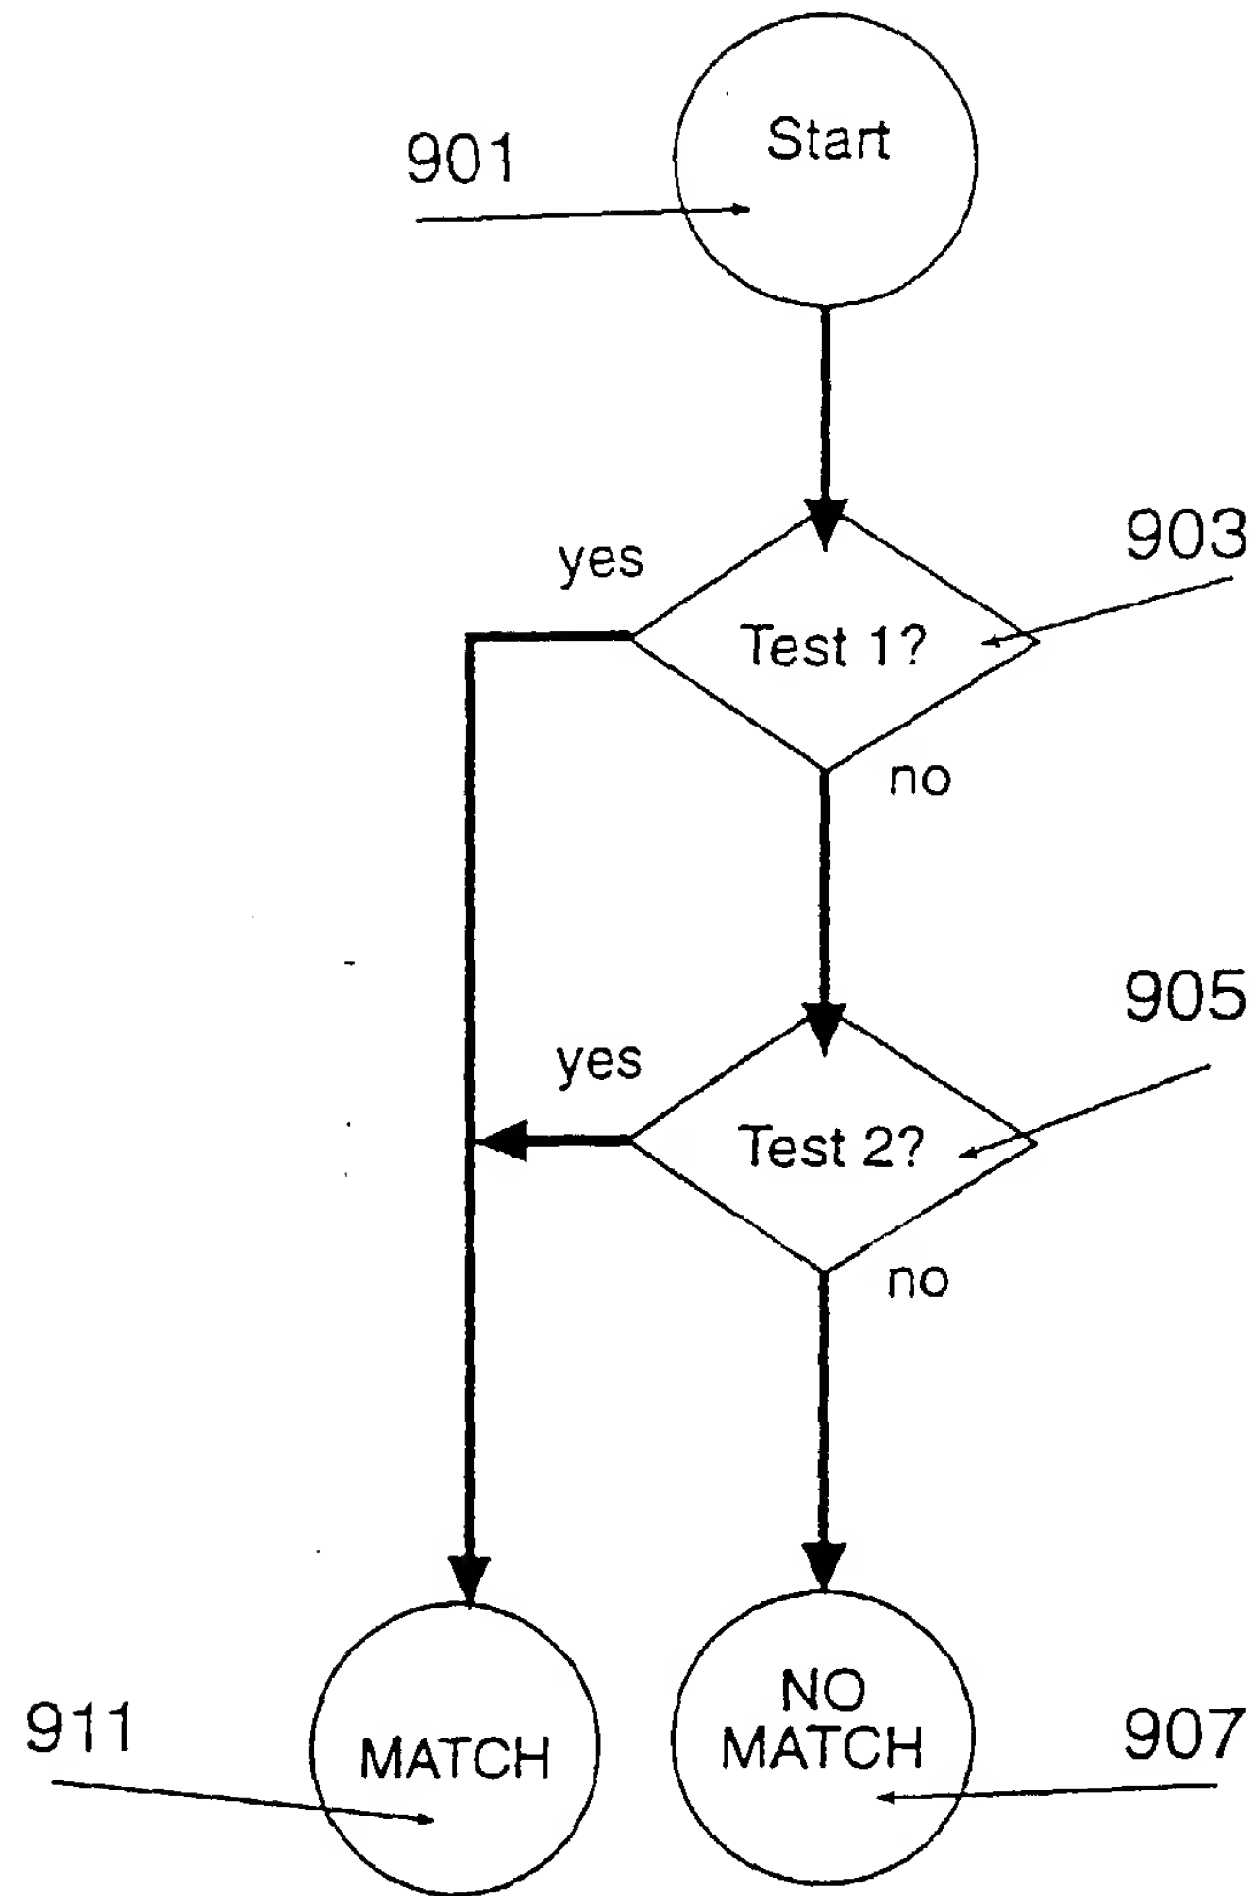 Start
901
903
yes
Test 1?
no
905
yes
Test 2?
no
NO
MATCH
911
MATCH
907